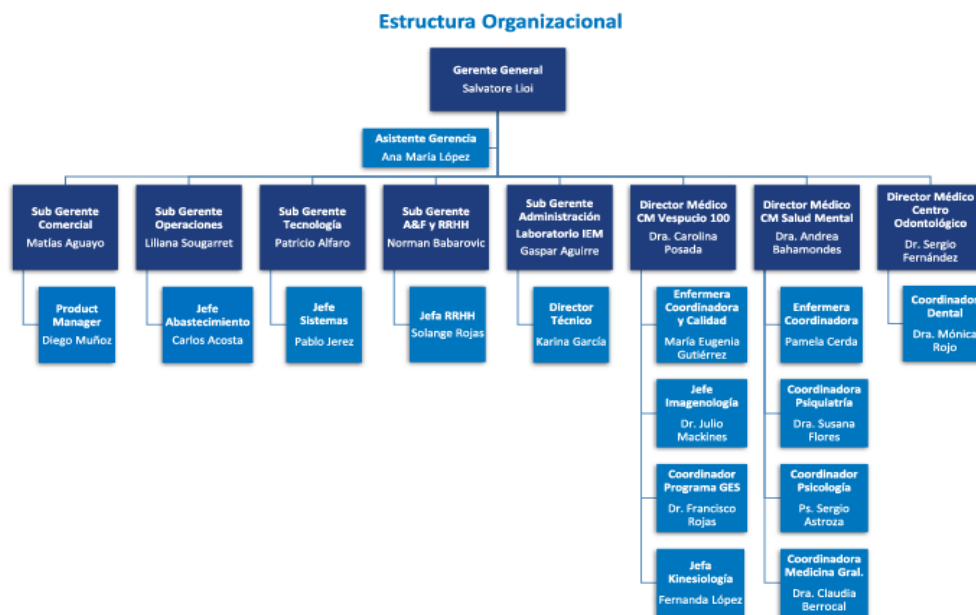 Estructura Organizacional
Gerente General
Salvatore Lioi
Asistente Gerencia
Ana María López
Sub Gerente
Comercial
Matías Aguayo
Sub Gerente
Operaciones
Liliana Sougarret
Sub Gerente
Tecnología
Patricio Alfaro
Sub Gerente
A&F y RRHH
Norman Babarovic
Sub Gerente
Administración
Laboratorio IEM
Gaspar Aguirre
Director Médico
CM Vespucio 100
Dra. Carolina
Posada
Director Médico
CM Salud Mental
Dra. Andrea
Bahamondes
Director Médico
Centro
Odontológico
Dr. Sergio
Fernández
Product
Manager
Diego Muñoz
Jefe
Abastecimiento
Carlos Acosta
Jefe
Sistemas
Pablo Jerez
Jefa RRHH
Solange Rojas
Director
Técnico
Karina García
Enfermera
Coordinadora
y Calidad
María Eugenia
Gutiérrez
Enfermera
Coordinadora
Pamela Cerda
Coordinador
Dental
Dra. Mónica
Rojo
Jefe
Imagenología
Dr. Julio
Mackines
Coordinadora
Psiquiatría
Dra. Susana
Flores
Coordinador
Programa GES
Dr. Francisco
Rojas
Coordinador
Psicología
Ps. Sergio
Astroza
Jefa
Kinesiología
Fernanda López
Coordinadora
Medicina Gral.
Dra. Claudia
Berrocal